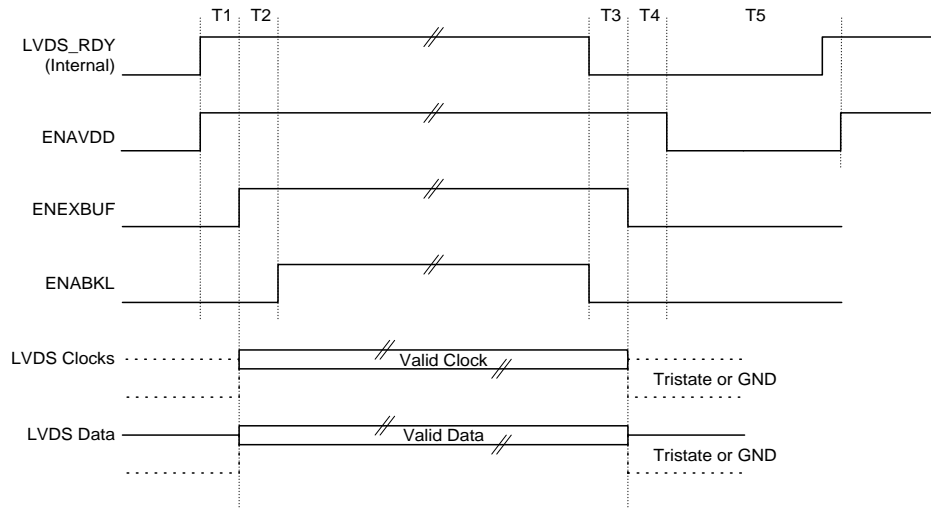 T1 T2 T3 T4 T5
LVDS_RDY
(Internal)
ENAVDD
ENEXBUF
ENABKL
LVDS Clocks
Valid Clock
Tristate or GND
LVDS Data
Valid Data
Tristate or GND